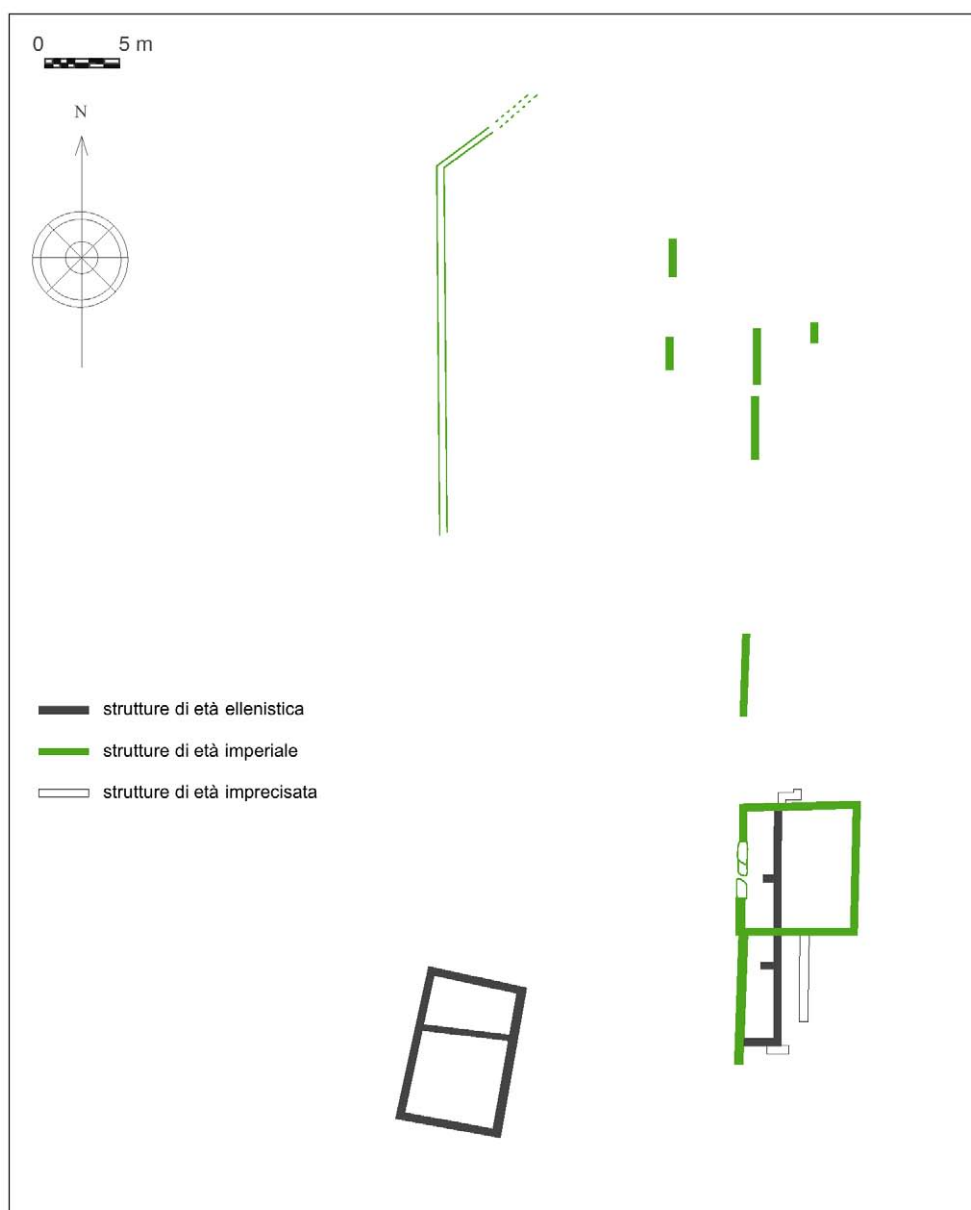 0 5 m
N
strutture di età ellenistica
strutture di età imperiale
strutture di età imprecisata